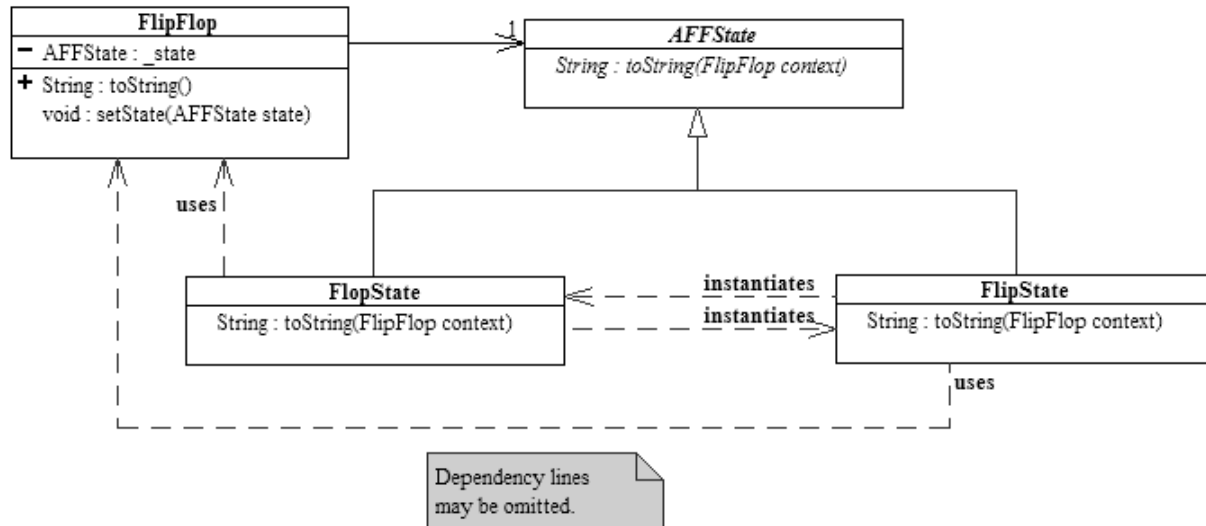 FlipFlop
− AFFState : _state
+ String : toString()
void : setState(AFFState state)
1
AFFState
String : toString(FlipFlop context)
uses
FlopState
String : toString(FlipFlop context)
instantiates
instantiates
FlipState
String : toString(FlipFlop context)
uses
Dependency lines
may be omitted.